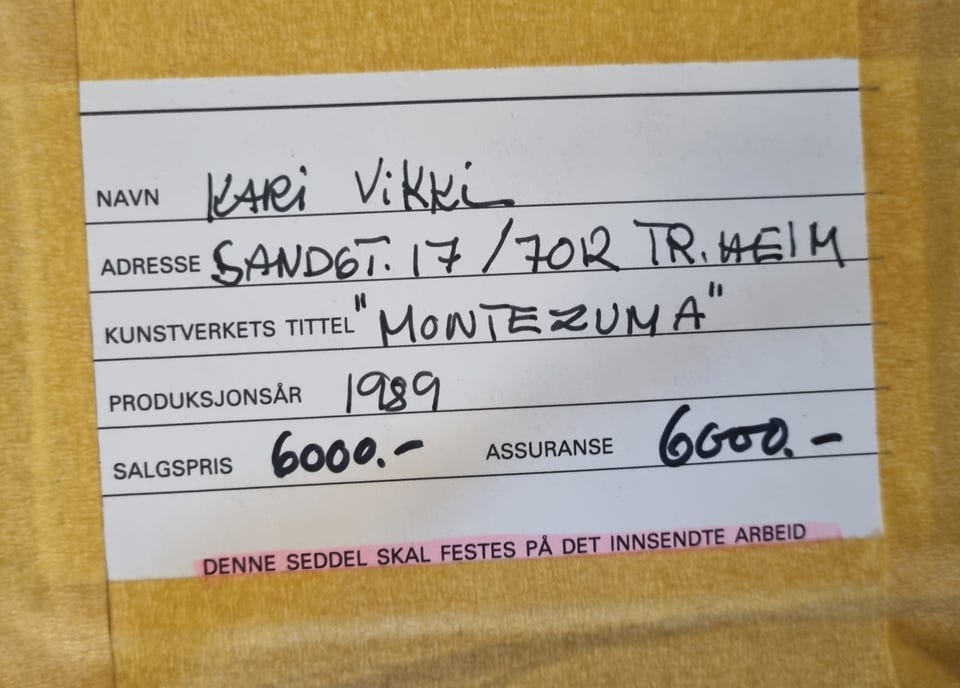 NAVN KARI VIKKI
ADRESSE SANDGT. 17 / 7012 TR.HEIM
KUNSTVERKETS TITTEL "MONTEZUMA"
PRODUKSJONSÅR 1989
SALGSPRIS 6000.- ASSURANSE 6000.-
DENNE SEDDEL SKAL FESTES PÅ DET INNSENDTE ARBEID